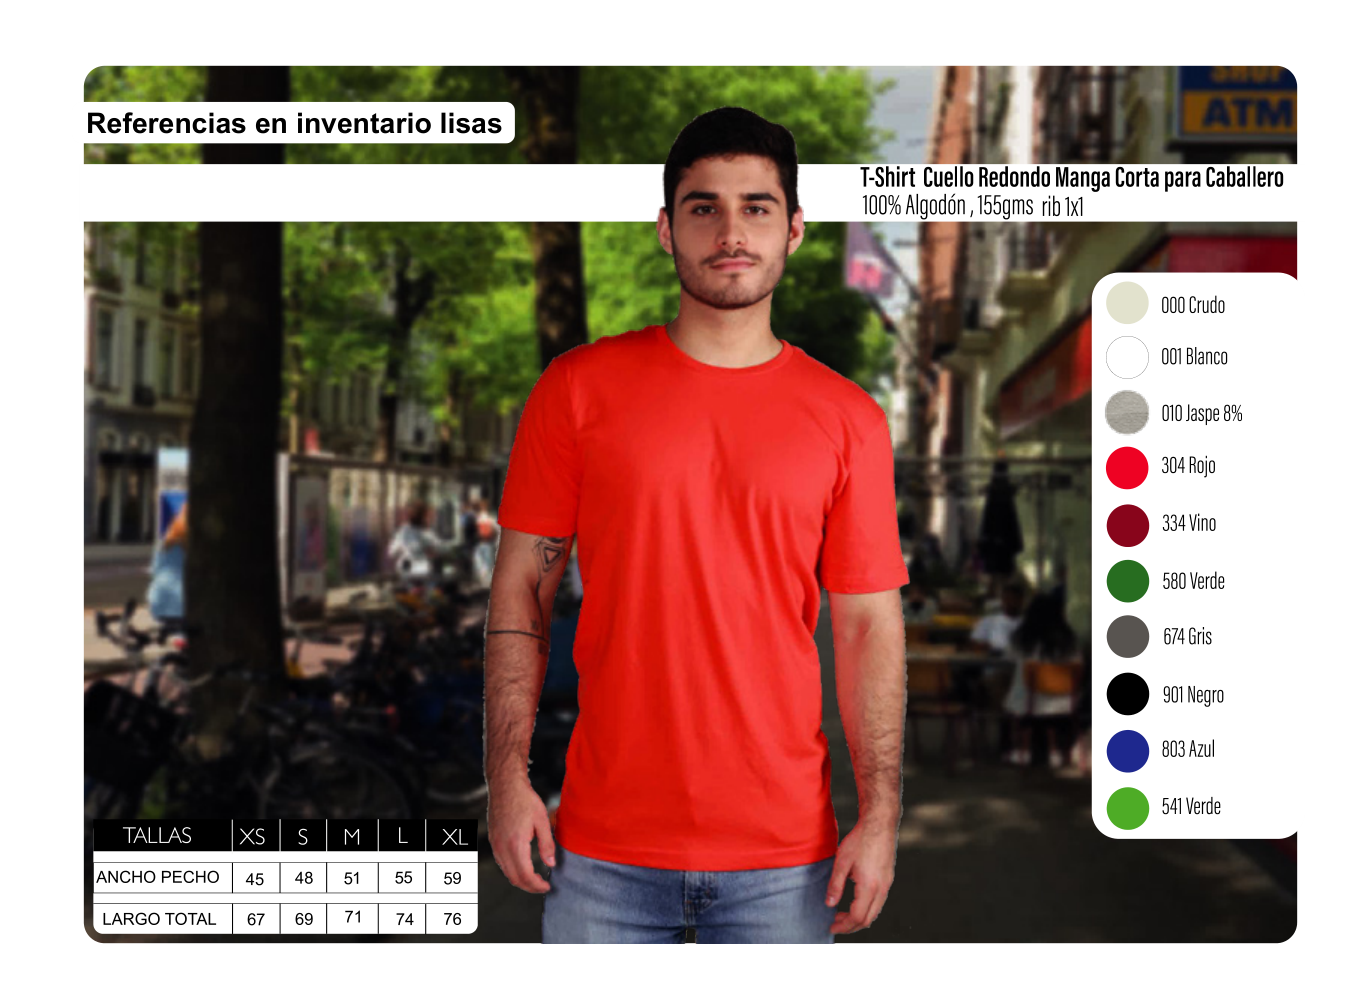 SHOP
ATM
Referencias en inventario lisas
T-Shirt Cuello Redondo Manga Corta para Caballero
100% Algodón , 155gms rib 1x1
000 Crudo
001 Blanco
010 Jaspe 8%
304 Rojo
334 Vino
580 Verde
674 Gris
901 Negro
803 Azul
541 Verde
TALLAS XS S M L XL
ANCHO PECHO 45 48 51 55 59
LARGO TOTAL 67 69 71 74 76